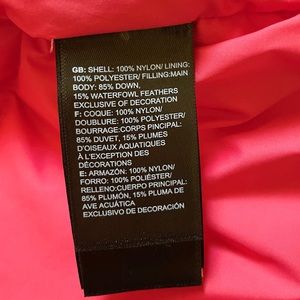 GB: SHELL: 100% NYLON/ LINING:
100% POLYESTER/ FILLING:MAIN
BODY: 85% DOWN,
15% WATERFOWL FEATHERS
EXCLUSIVE OF DECORATION
F: COQUE: 100% NYLON/
DOUBLURE: 100% POLYESTER/
BOURRAGE:CORPS PINCIPAL:
85% DUVET, 15% PLUMES
D'OISEAUX AQUATIQUES
À L'EXCEPTION DES
DÉCORATIONS
E: ARMAZÓN: 100% NYLON/
FORRO: 100% POLIÉSTER/
RELLENO:CUERPO PRINCIPAL:
85% PLUMÓN, 15% PLUMA DE
AVE ACUÁTICA
EXCLUSIVO DE DECORACIÓN